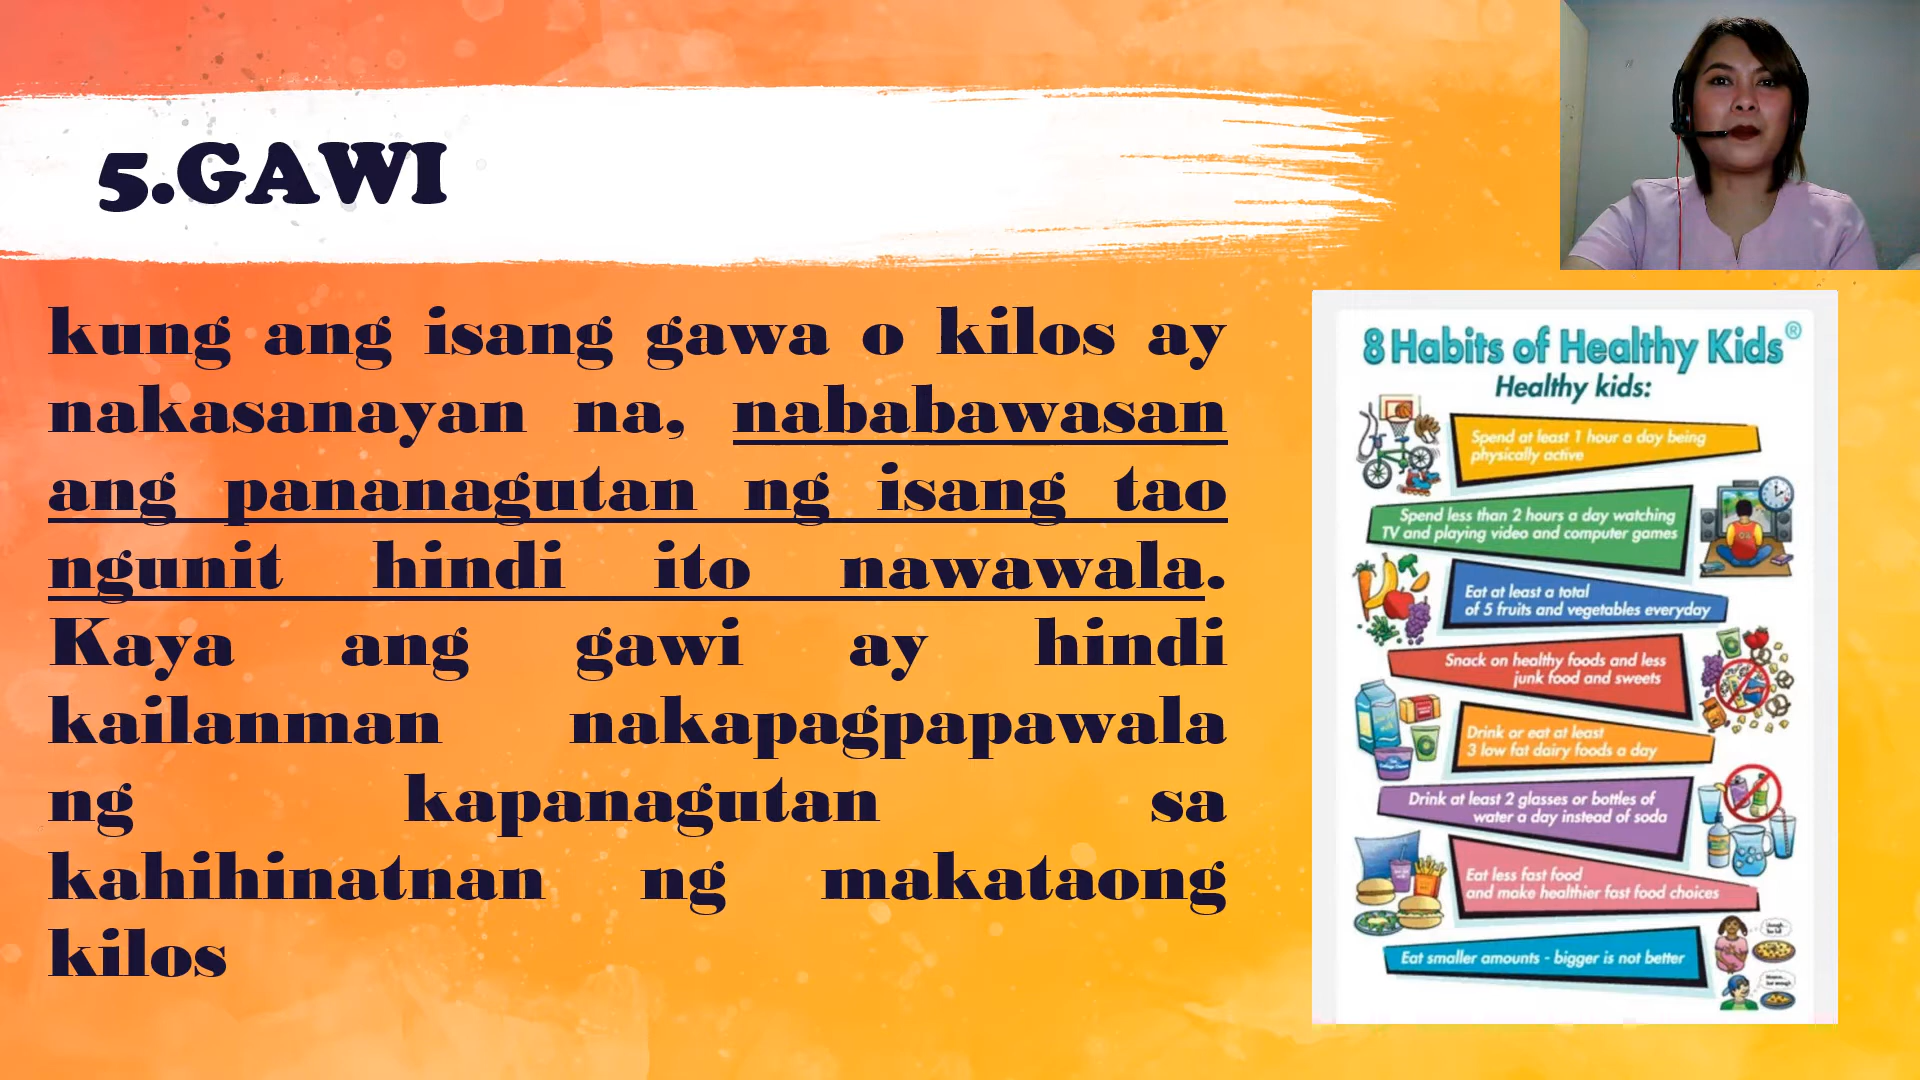 5.GAWI
kung ang isang gawa o kilos ay
nakasanayan na, nababawasan
ang pananagutan ng isang tao
ngunit hindi ito nawawala.
Kaya ang gawi ay hindi
kailanman nakapagpapawala
ng kapanagutan sa
kahihinatnan ng makataong
kilos
8 Habits of Healthy Kids®
Healthy kids:
Spend at least 1 hour a day being
physically active
Spend less than 2 hours a day watching
TV and playing video and computer games
Eat at least a total
of 5 fruits and vegetables everyday
Snack on healthy foods and less
junk food and sweets
Drink or eat at least
3 low fat dairy foods a day
Drink at least 2 glasses or bottles of
water a day instead of soda
Eat less fast food
and make healthier fast food choices
Eat smaller amounts - bigger is not better